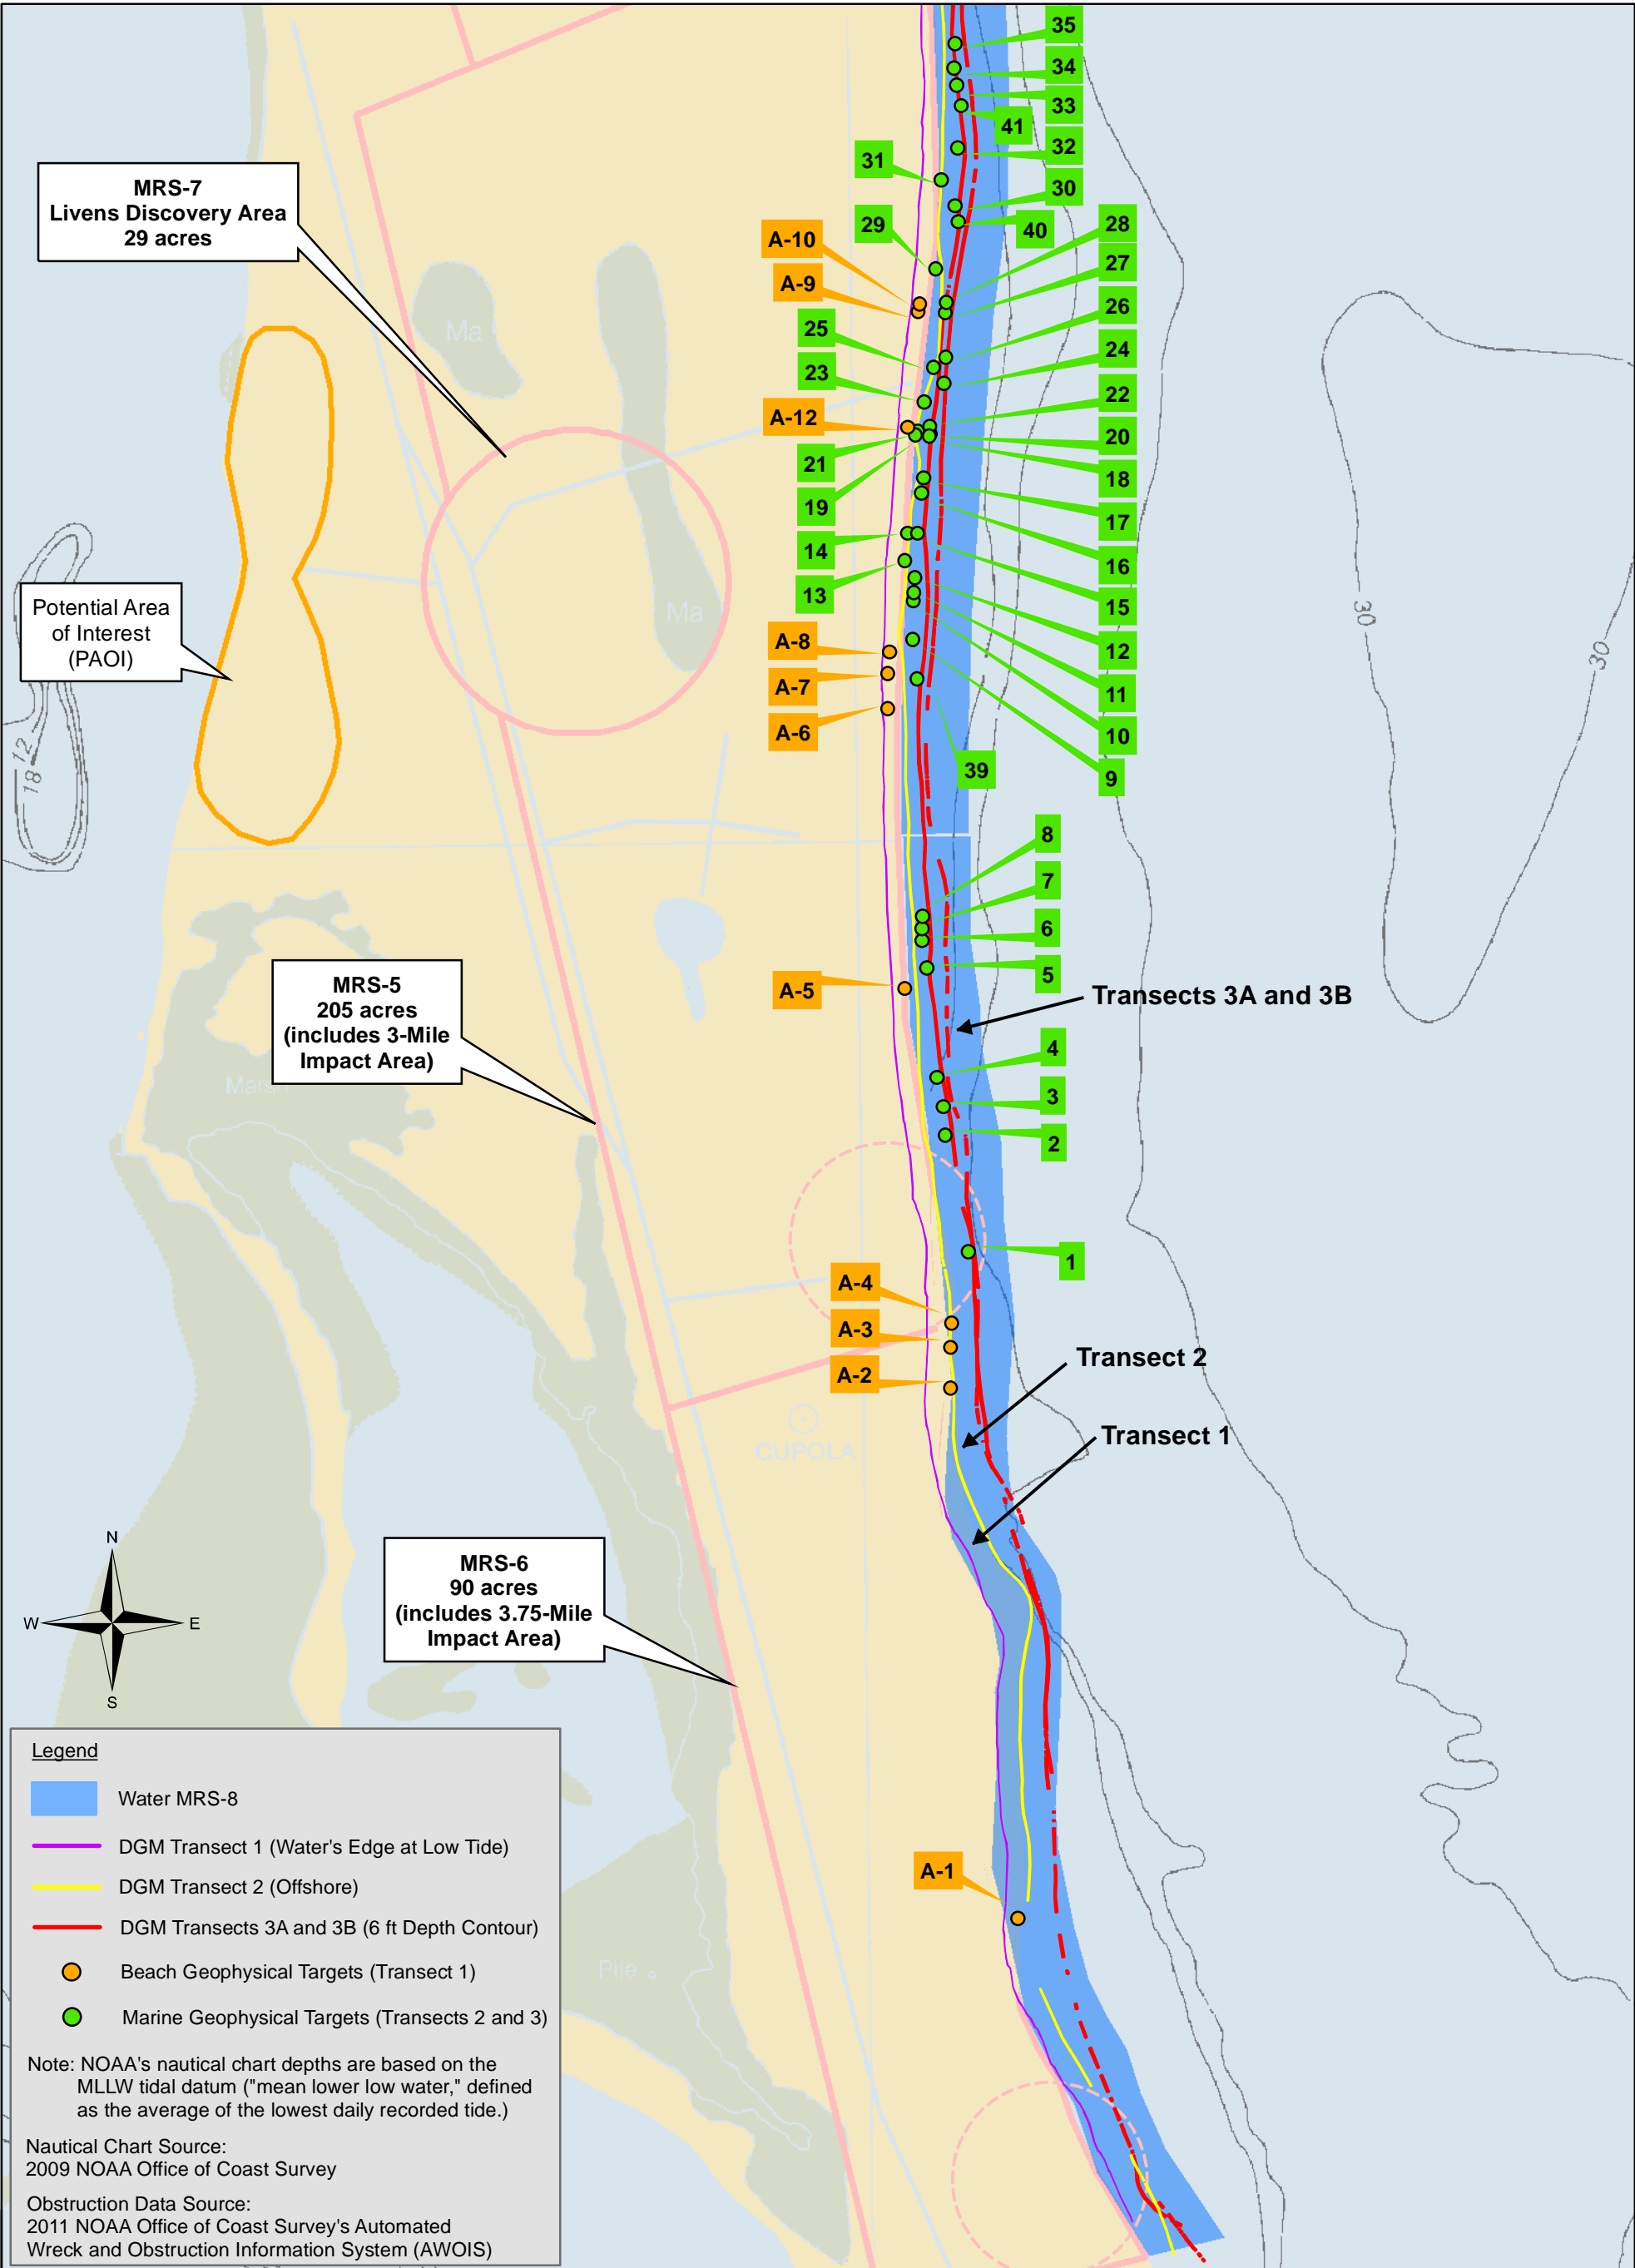 35
34
33
41
32
31
30
40
29
28
27
26
24
22
20
18
17
16
15
12
11
10
9
A-10
A-9
25
23
A-12
21
19
14
13
A-8
A-7
A-6
39
8
7
6
5
A-5
4
3
2
1
A-4
A-3
A-2
A-1
MRS-7
Livens Discovery Area
29 acres
Potential Area
of Interest
(PAOI)
MRS-5
205 acres
(includes 3-Mile
Impact Area)
MRS-6
90 acres
(includes 3.75-Mile
Impact Area)
Transects 3A and 3B
Transect 2
Transect 1
Ma
Ma
Marsh
CUPOLA
Pile
12
18
30
30
N
W
E
S
Legend
Water MRS-8
DGM Transect 1 (Water's Edge at Low Tide)
DGM Transect 2 (Offshore)
DGM Transects 3A and 3B (6 ft Depth Contour)
Beach Geophysical Targets (Transect 1)
Marine Geophysical Targets (Transects 2 and 3)
Note: NOAA's nautical chart depths are based on the
MLLW tidal datum ("mean lower low water," defined
as the average of the lowest daily recorded tide.)
Nautical Chart Source:
2009 NOAA Office of Coast Survey
Obstruction Data Source:
2011 NOAA Office of Coast Survey's Automated
Wreck and Obstruction Information System (AWOIS)